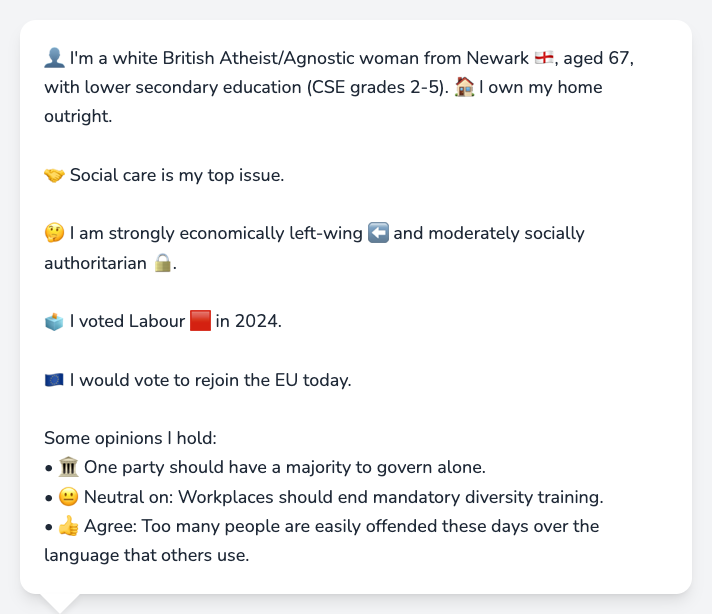 👤 I'm a white British Atheist/Agnostic woman from Newark 🏴󠁧󠁢󠁥󠁮󠁧󠁿, aged 67,
with lower secondary education (CSE grades 2-5). 🏠 I own my home
outright.
🤝 Social care is my top issue.
🤔 I am strongly economically left-wing ⬅️ and moderately socially
authoritarian 🔒.
🗳️ I voted Labour 🟥 in 2024.
🇪🇺 I would vote to rejoin the EU today.
Some opinions I hold:
• 🏛️ One party should have a majority to govern alone.
• 😐 Neutral on: Workplaces should end mandatory diversity training.
• 👍 Agree: Too many people are easily offended these days over the
language that others use.